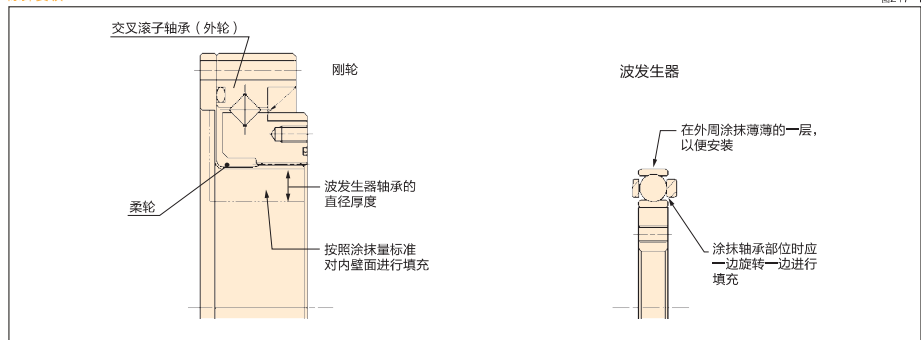 交叉滚子轴承（外轮）
刚轮
柔轮
波发生器轴承的
直径厚度
按照涂抹量标准
对内壁面进行填充
波发生器
在外周涂抹薄薄的一层，
以便安装
涂抹轴承部位时应
一边旋转一边进行
填充